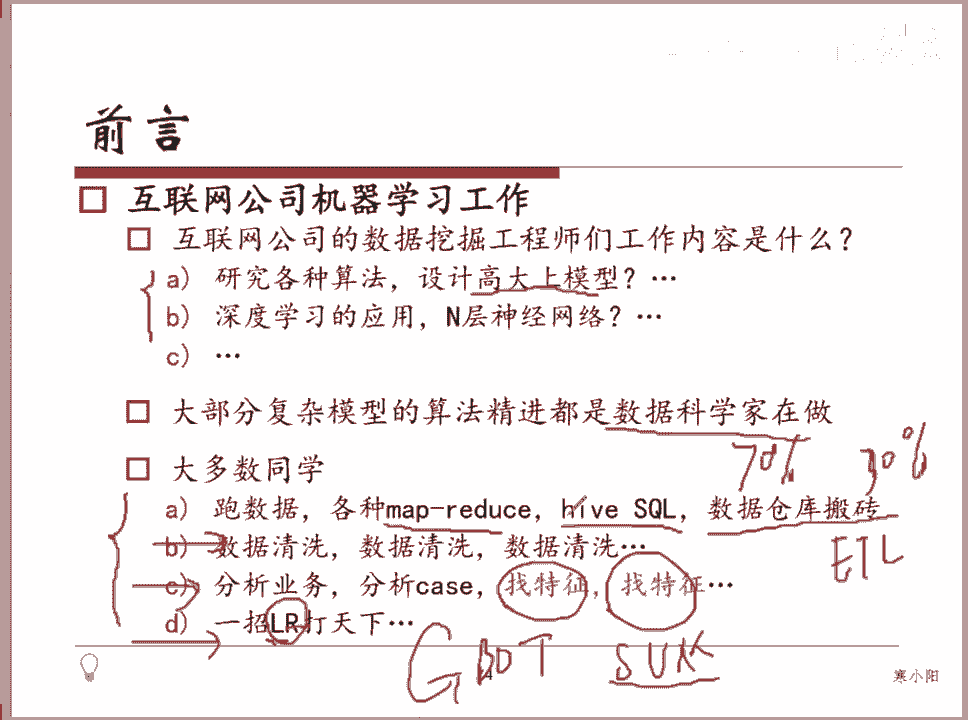 前言
互联网公司机器学习工作
互联网公司的数据挖掘工程师们工作内容是什么?
a) 研究各种算法，设计高大上模型? …
b) 深度学习的应用，N层神经网络? …
c) …
大部分复杂模型的算法精进都是数据科学家在做
70% 30%
大多数同学
a) 跑数据，各种map-reduce，hive SQL，数据仓库搬砖
b) 数据清洗，数据清洗，数据清洗…
ETL
c) 分析业务，分析case，找特征，找特征…
d) 一招LR打天下…
GBDT SVM
4
寒小阳